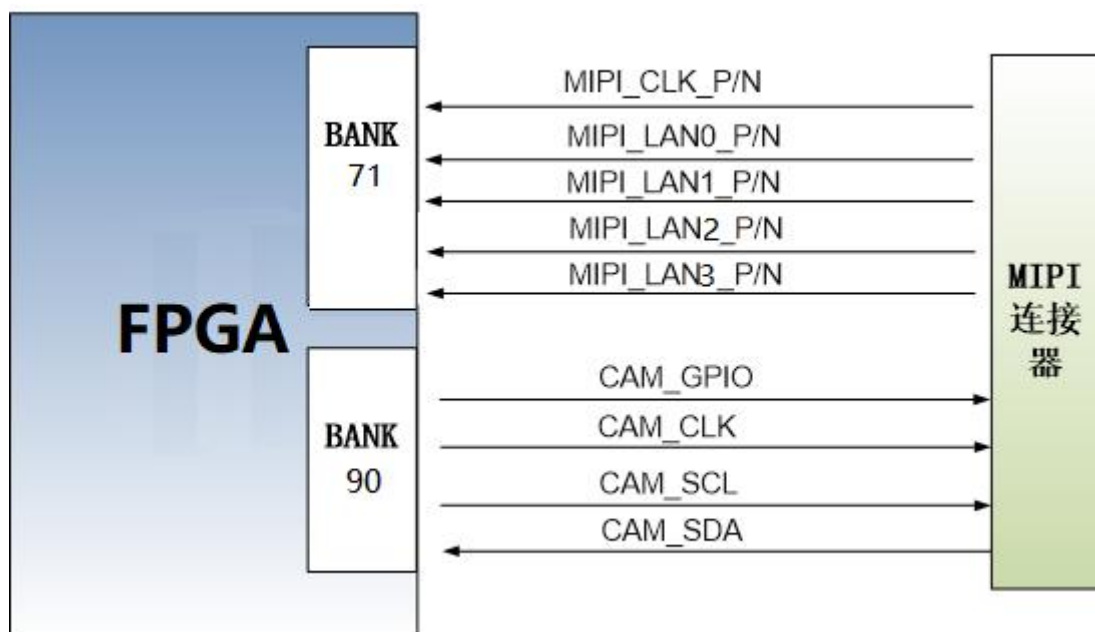 FPGA
BANK
71
MIPI_CLK_P/N
MIPI_LAN0_P/N
MIPI_LAN1_P/N
MIPI_LAN2_P/N
MIPI_LAN3_P/N
BANK
90
CAM_GPIO
CAM_CLK
CAM_SCL
CAM_SDA
MIPI
连接
器